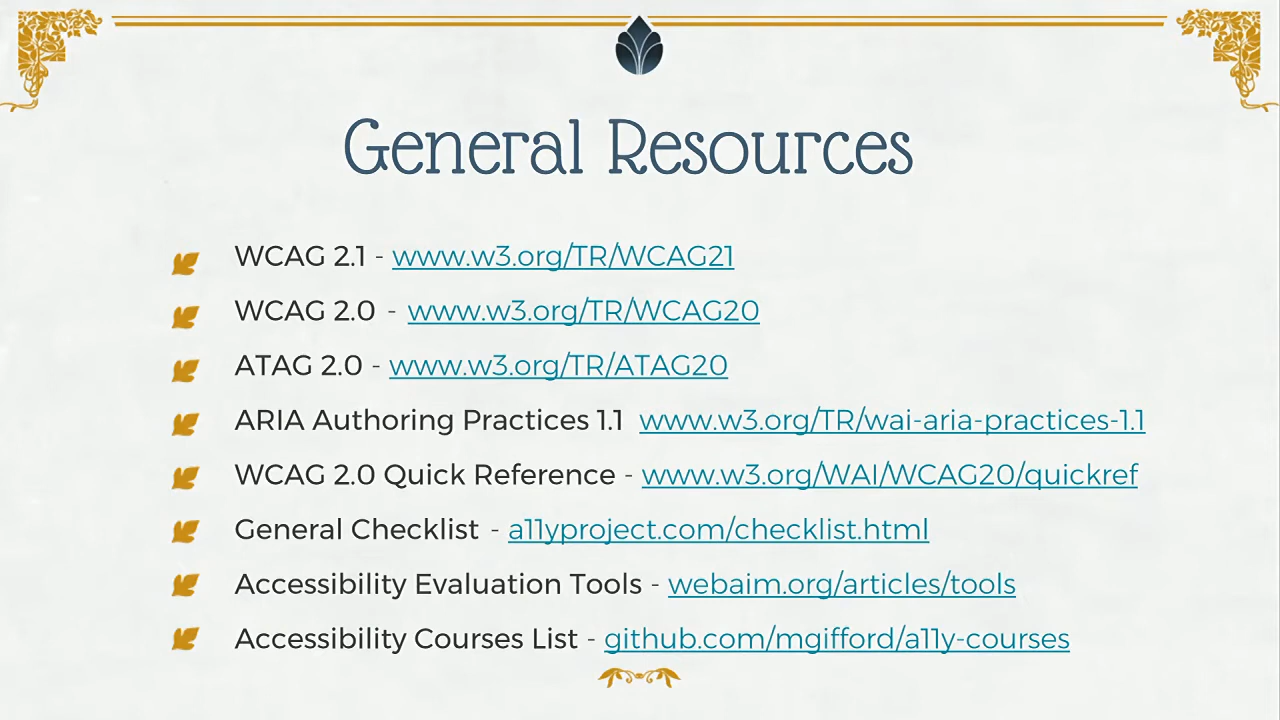 General Resources
WCAG 2.1 - www.w3.org/TR/WCAG21
WCAG 2.0 - www.w3.org/TR/WCAG20
ATAG 2.0 - www.w3.org/TR/ATAG20
ARIA Authoring Practices 1.1 www.w3.org/TR/wai-aria-practices-1.1
WCAG 2.0 Quick Reference - www.w3.org/WAI/WCAG20/quickref
General Checklist - a11yproject.com/checklist.html
Accessibility Evaluation Tools - webaim.org/articles/tools
Accessibility Courses List - github.com/mgifford/a11y-courses